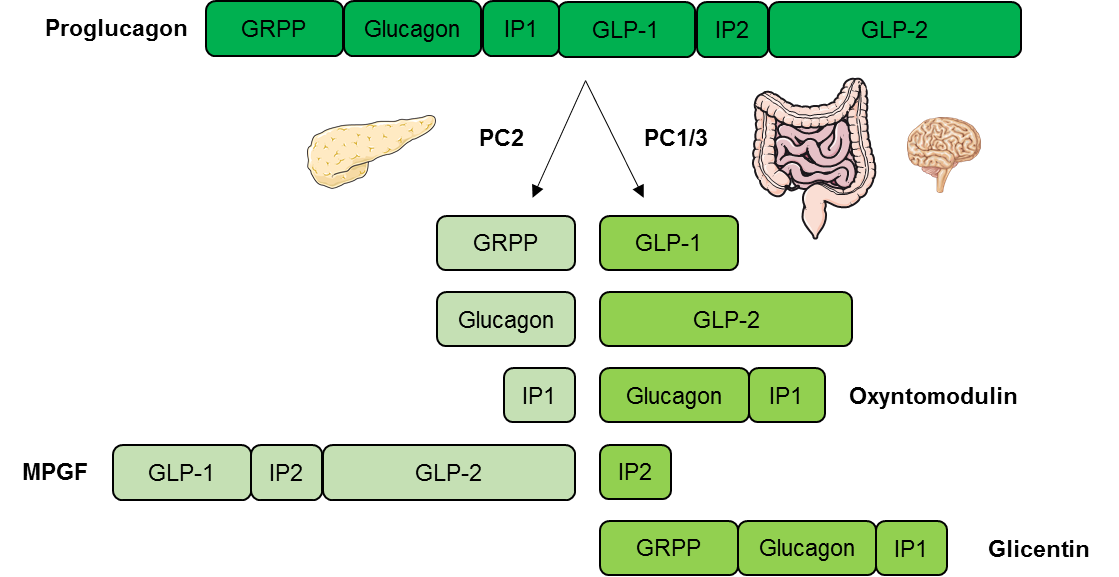 Proglucagon GRPP Glucagon IP1 GLP-1 IP2 GLP-2
PC2 PC1/3
GRPP GLP-1
Glucagon GLP-2
IP1 Glucagon IP1 Oxyntomodulin
MPGF GLP-1 IP2 GLP-2 IP2
GRPP Glucagon IP1 Glicentin